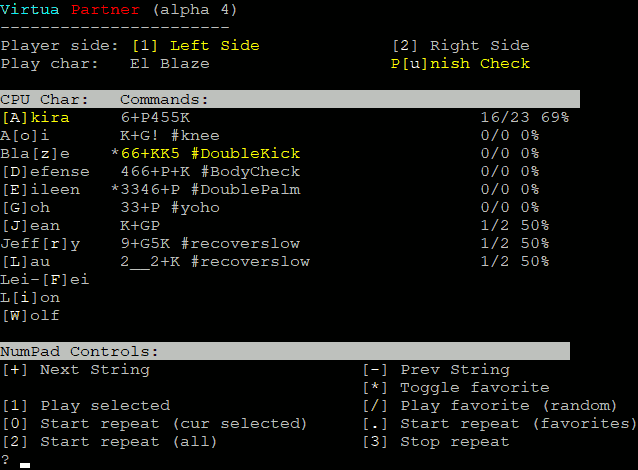 Virtua Partner (alpha 4)
-----------------------
Player side: [1] Left Side [2] Right Side
Play char: El Blaze P[u]nish Check
CPU Char: Commands:
[A]kira 6+P455K 16/23 69%
A[o]i K+G! #knee 0/0 0%
Bla[z]e *66+KK5 #DoubleKick 0/0 0%
[D]efense 466+P+K #BodyCheck 0/0 0%
[E]ileen *3346+P #DoublePalm 0/0 0%
[G]oh 33+P #yoho 0/0 0%
[J]ean K+GP 1/2 50%
Jeff[r]y 9+G5K #recoverslow 1/2 50%
[L]au 2__2+K #recoverslow 1/2 50%
Lei-[F]ei
L[i]on
[W]olf
NumPad Controls:
[+] Next String [-] Prev String
[*] Toggle favorite
[1] Play selected [/] Play favorite (random)
[0] Start repeat (cur selected) [.] Start repeat (favorites)
[2] Start repeat (all) [3] Stop repeat
? _